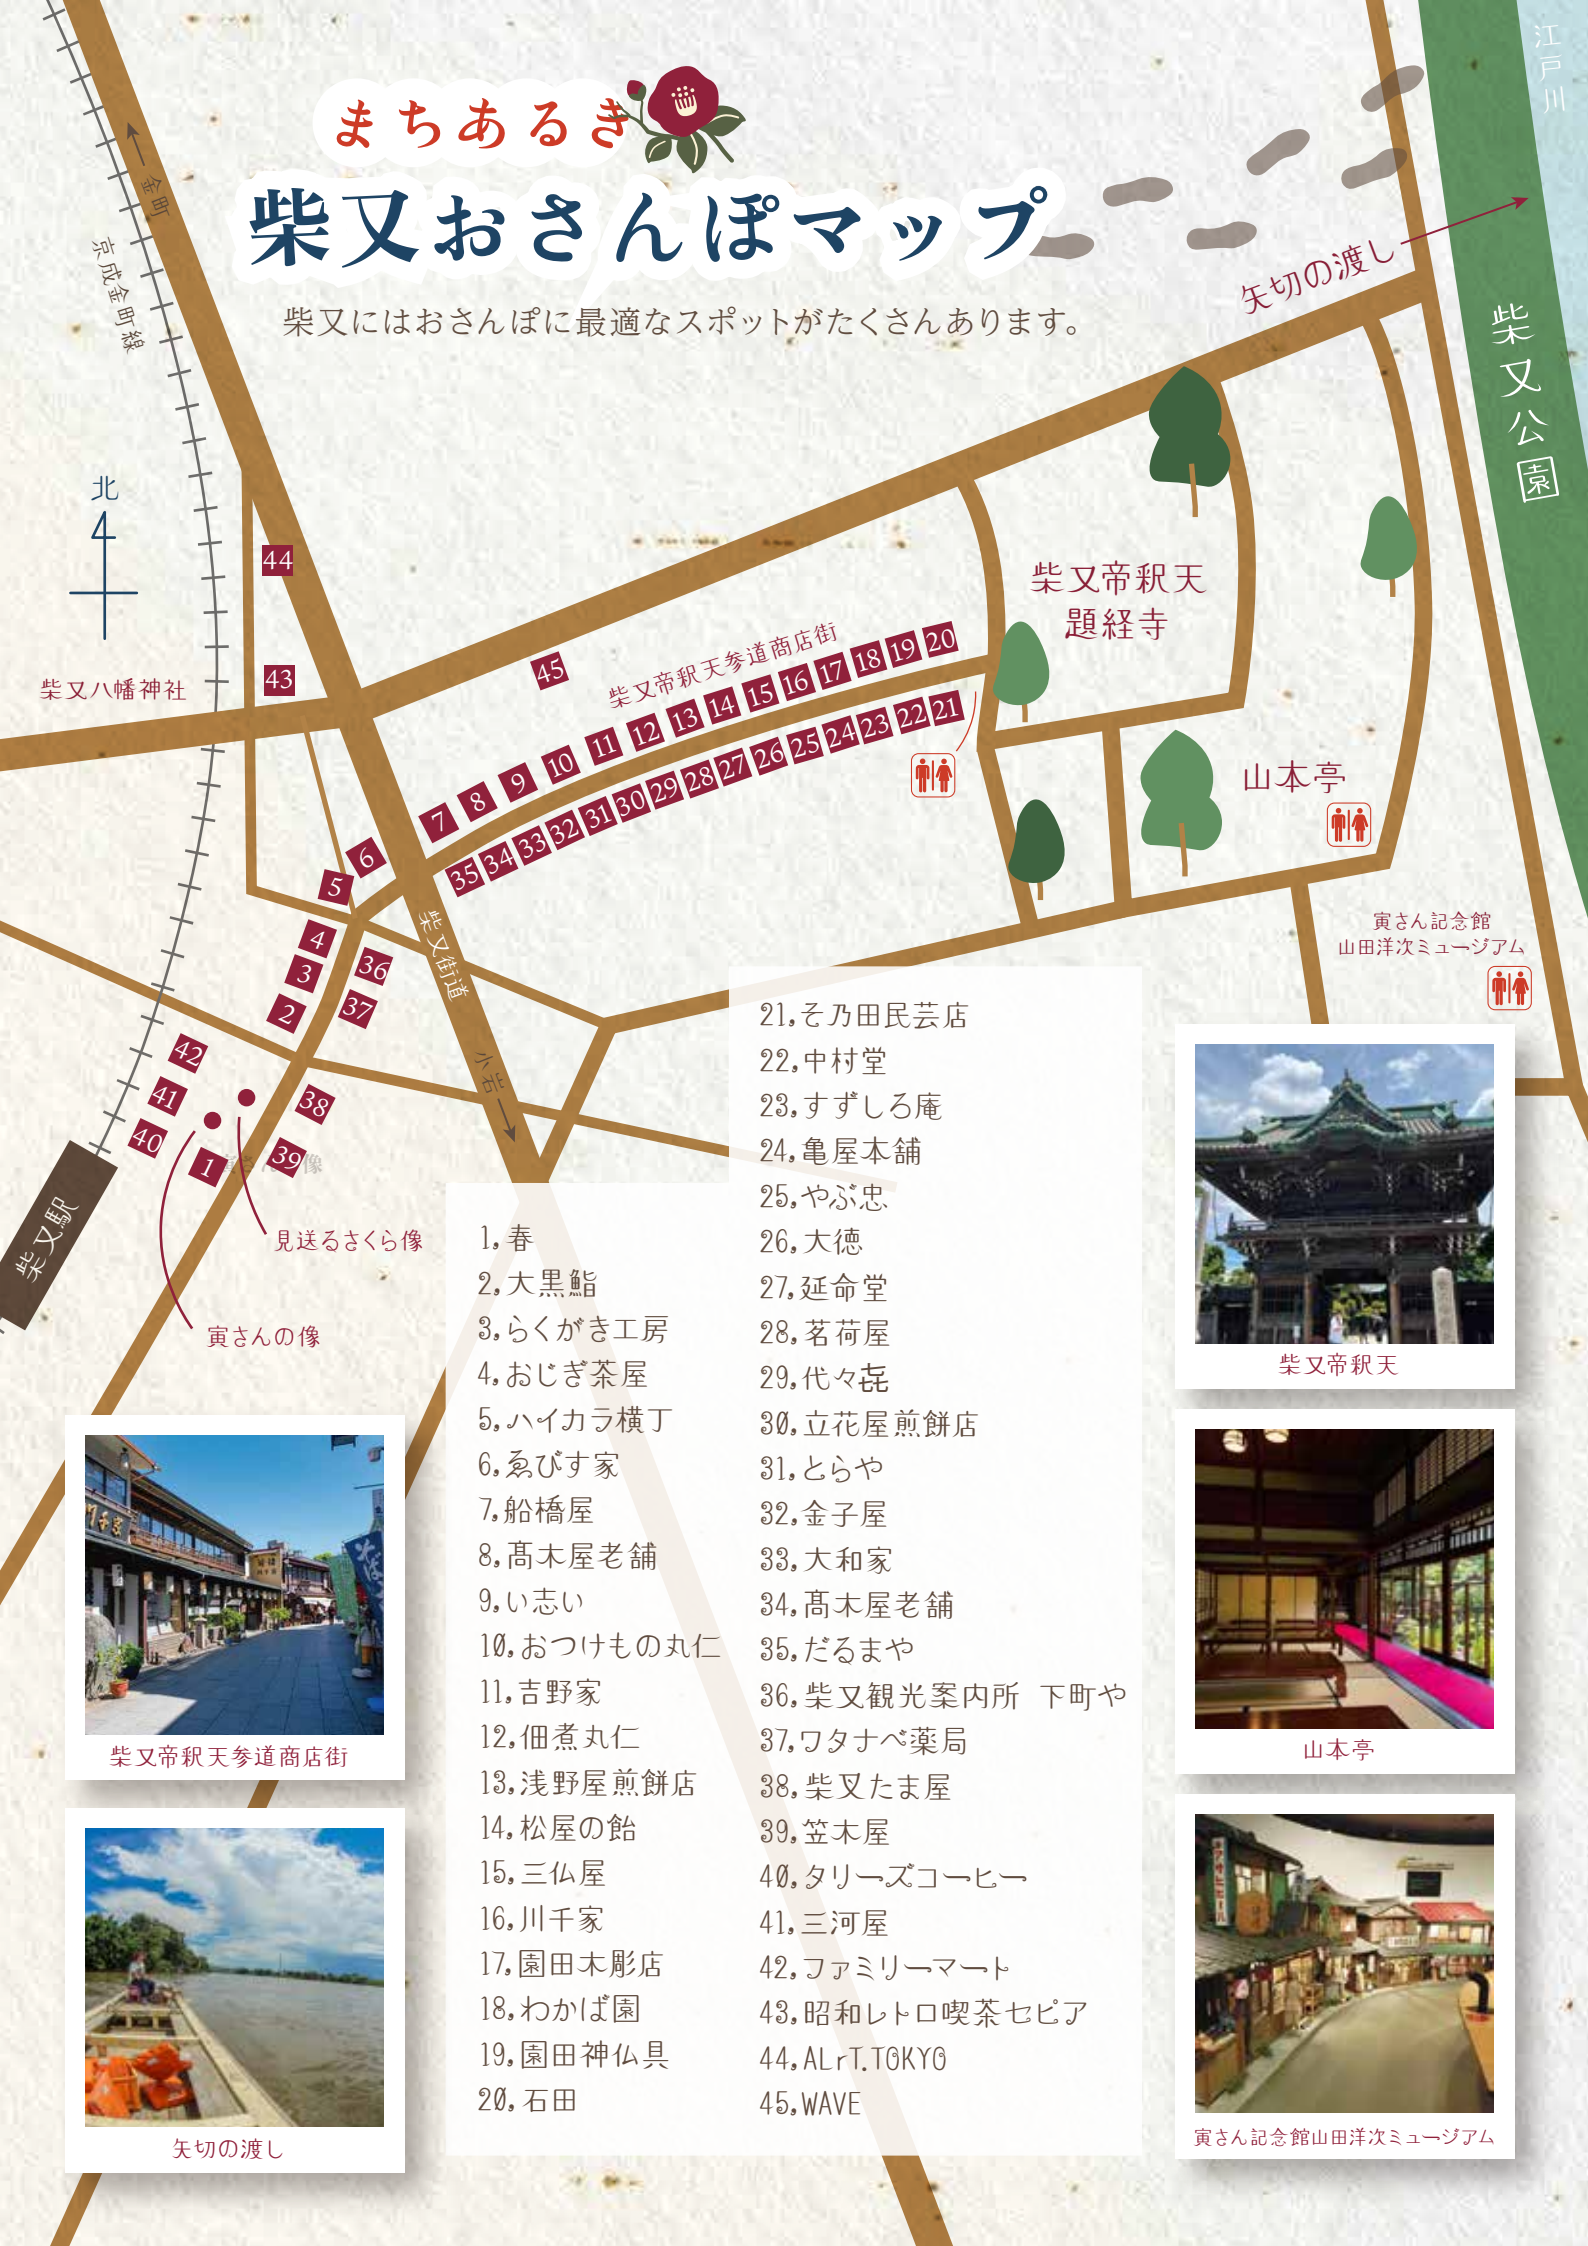 江戸川
まちあるき
柴又おさんぽマップ
柴又にはおさんぽに最適なスポットがたくさんあります。
金町
京成金町線
矢切の渡し
柴又公園
北
44
43
柴又八幡神社
45
柴又帝釈天参道商店街
柴又帝釈天
題経寺
7 8 9 10 11 12 13 14 15 16 17 18 19 20
35 34 33 32 31 30 29 28 27 26 25 24 23 22 21
山本亭
6
5
4
3
2
36
37
柴又街道
小岩
寅さん記念館
山田洋次ミュージアム
42
41
40
1
38
39
柴又駅
見送るさくら像
寅さんの像
1,春
2,大黒鮨
3,らくがき工房
4,おじぎ茶屋
5,ハイカラ横丁
6,ゑびす家
7,船橋屋
8,髙木屋老舗
9,い志い
10,おつけもの丸仁
11,吉野家
12,佃煮丸仁
13,浅野屋煎餅店
14,松屋の飴
15,三仏屋
16,川千家
17,園田木彫店
18,わかば園
19,園田神仏具
20,石田
21,そ乃田民芸店
22,中村堂
23,すずしろ庵
24,亀屋本舗
25,やぶ忠
26,大徳
27,延命堂
28,茗荷屋
29,代々㐂
30,立花屋煎餅店
31,とらや
32,金子屋
33,大和家
34,髙木屋老舗
35,だるまや
36,柴又観光案内所 下町や
37,ワタナベ薬局
38,柴又たま屋
39,笠木屋
40,タリーズコーヒー
41,三河屋
42,ファミリーマート
43,昭和レトロ喫茶セピア
44,ALrT.TOKYO
45,WAVE
柴又帝釈天
山本亭
寅さん記念館山田洋次ミュージアム
柴又帝釈天参道商店街
矢切の渡し